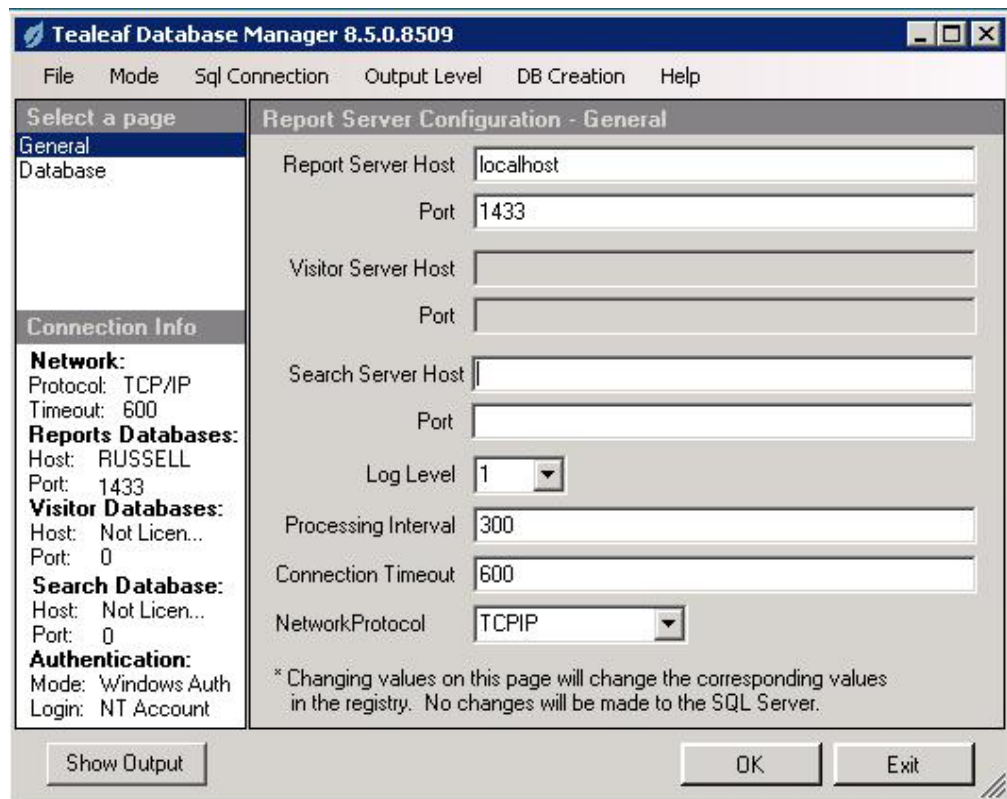 Tealeaf Database Manager 8.5.0.8509
File Mode Sql Connection Output Level DB Creation Help
Select a page
General
Database
Connection Info
Network:
Protocol: TCP/IP
Timeout: 600
Reports Databases:
Host: RUSSELL
Port: 1433
Visitor Databases:
Host: Not Licen...
Port: 0
Search Database:
Host: Not Licen...
Port: 0
Authentication:
Mode: Windows Auth
Login: NT Account
Report Server Configuration - General
Report Server Host localhost
Port 1433
Visitor Server Host
Port
Search Server Host
Port
Log Level 1
Processing Interval 300
Connection Timeout 600
NetworkProtocol TCPIP
* Changing values on this page will change the corresponding values
in the registry. No changes will be made to the SQL Server.
Show Output OK Exit